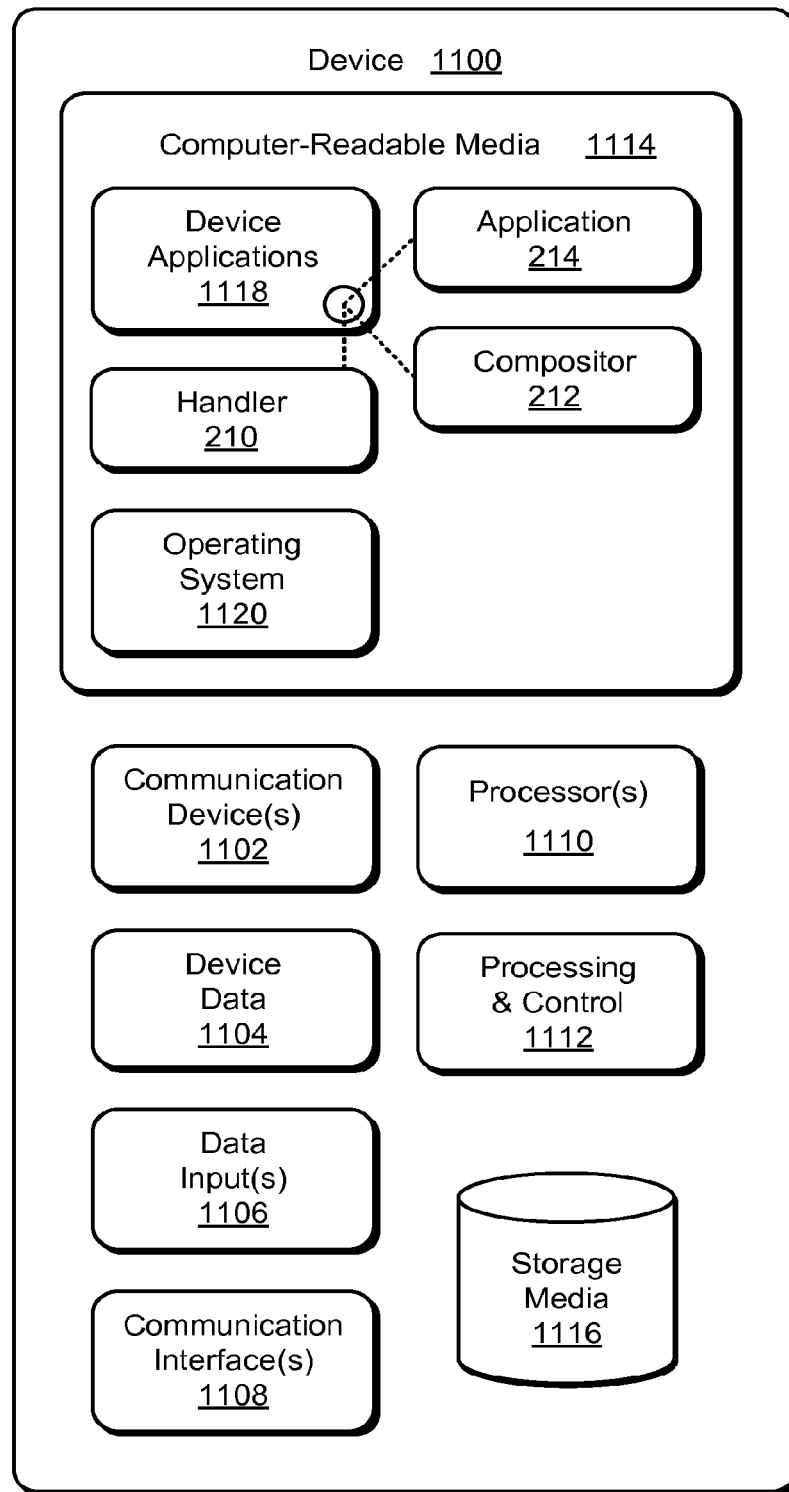 Device 1100
Computer-Readable Media 1114
Device
Applications
1118
Application
214
Handler
210
Compositor
212
Operating
System
1120
Communication
Device(s)
1102
Processor(s)
1110
Device
Data
1104
Processing
& Control
1112
Data
Input(s)
1106
Storage
Media
1116
Communication
Interface(s)
1108